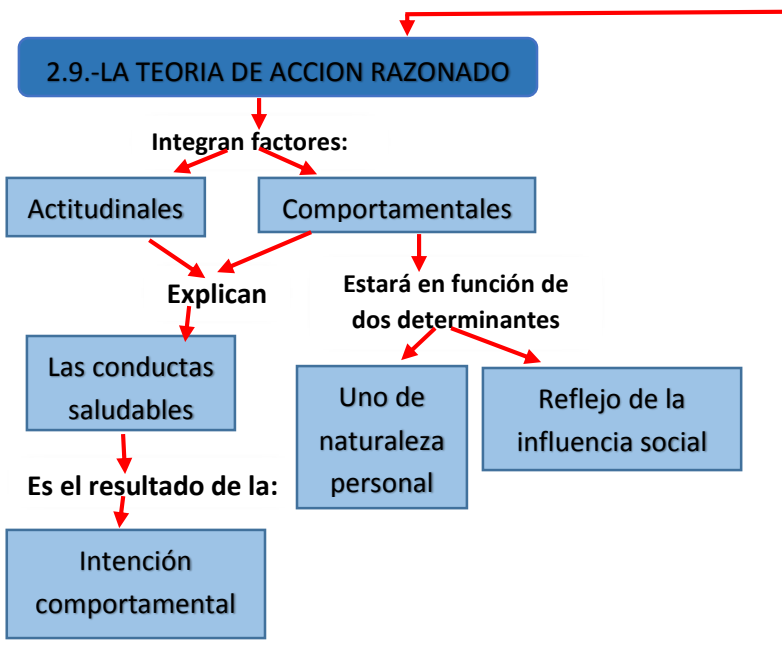 2.9.-LA TEORIA DE ACCION RAZONADO
Integran factores:
Actitudinales
Comportamentales
Explican
Estará en función de
dos determinantes
Las conductas
saludables
Uno de
naturaleza
personal
Reflejo de la
influencia social
Es el resultado de la:
Intención
comportamental